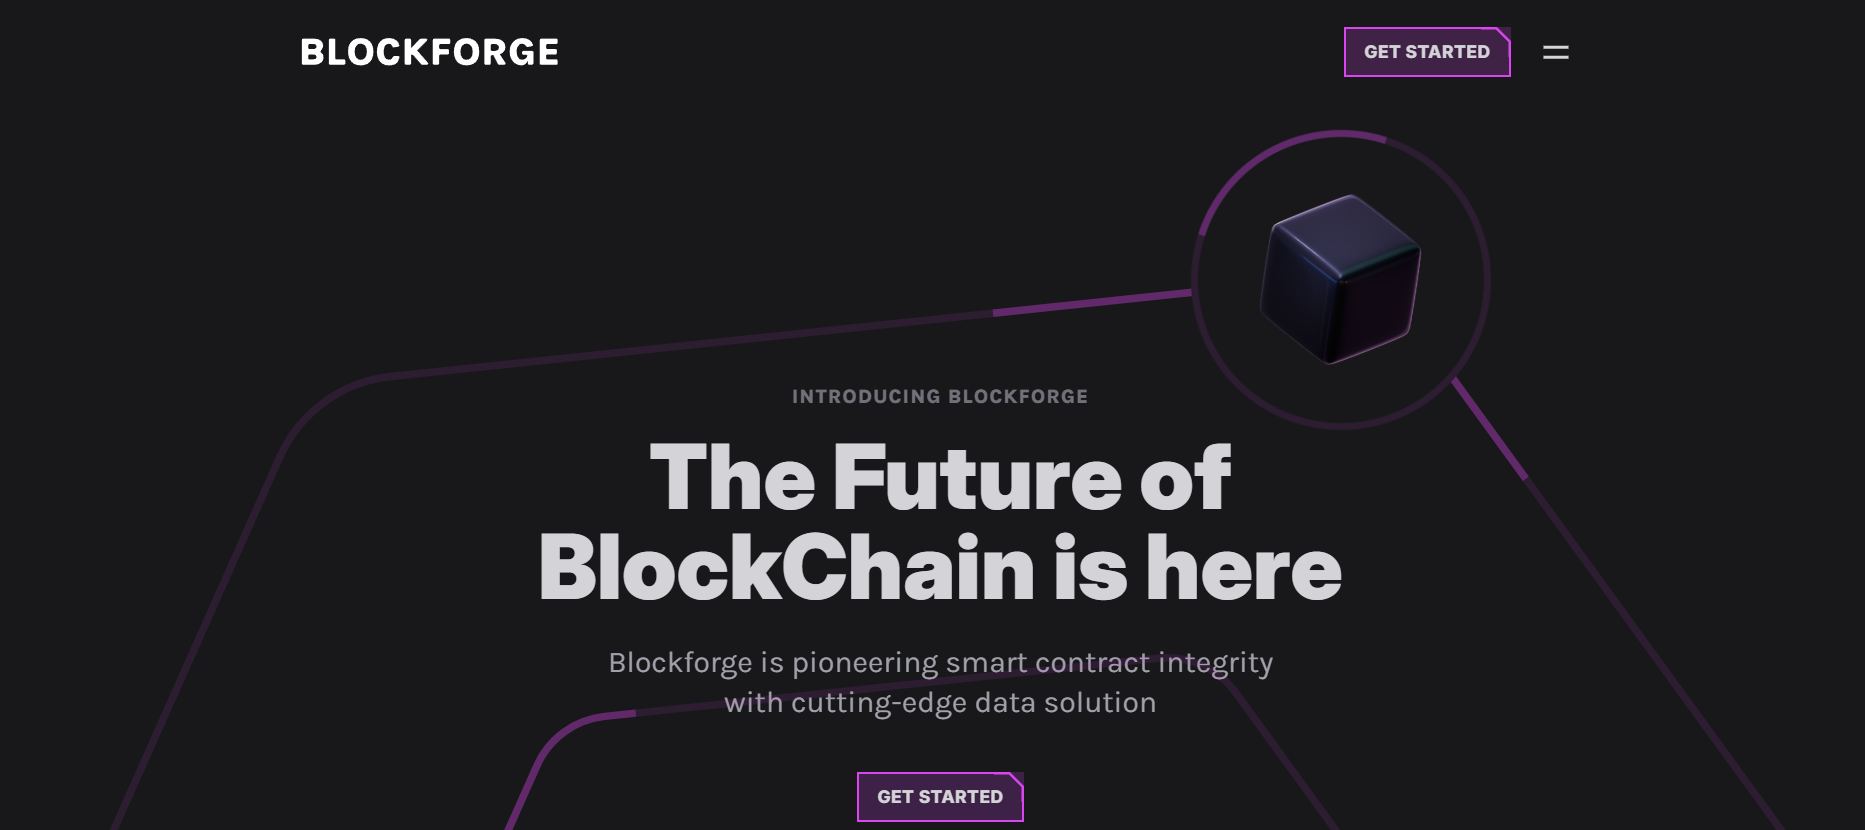 BLOCKFORGE
GET STARTED
INTRODUCING BLOCKFORGE
The Future of
BlockChain is here
Blockforge is pioneering smart contract integrity
with cutting-edge data solution
GET STARTED